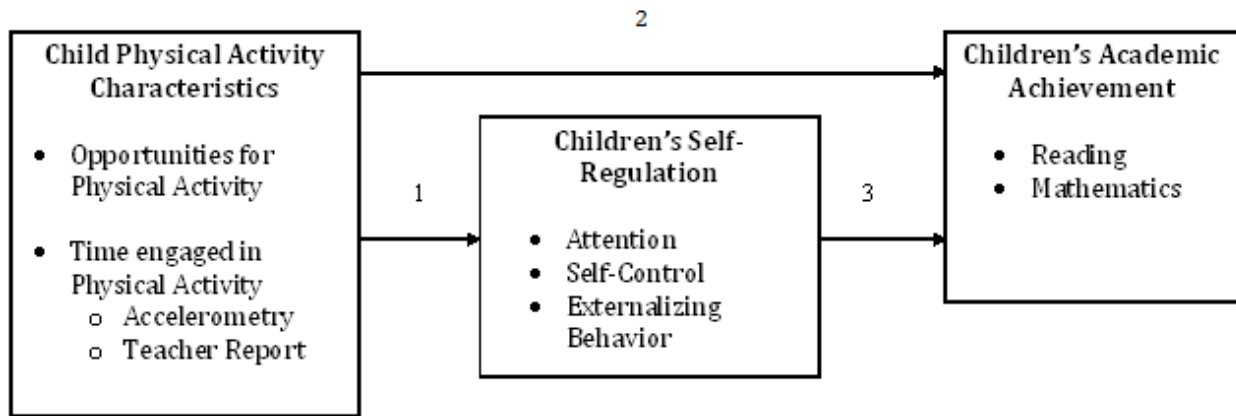 2
Child Physical Activity
Characteristics
• Opportunities for
Physical Activity
• Time engaged in
Physical Activity
o Accelerometry
o Teacher Report
1
Children's Self-
Regulation
• Attention
• Self-Control
• Externalizing
Behavior
3
Children's Academic
Achievement
• Reading
• Mathematics